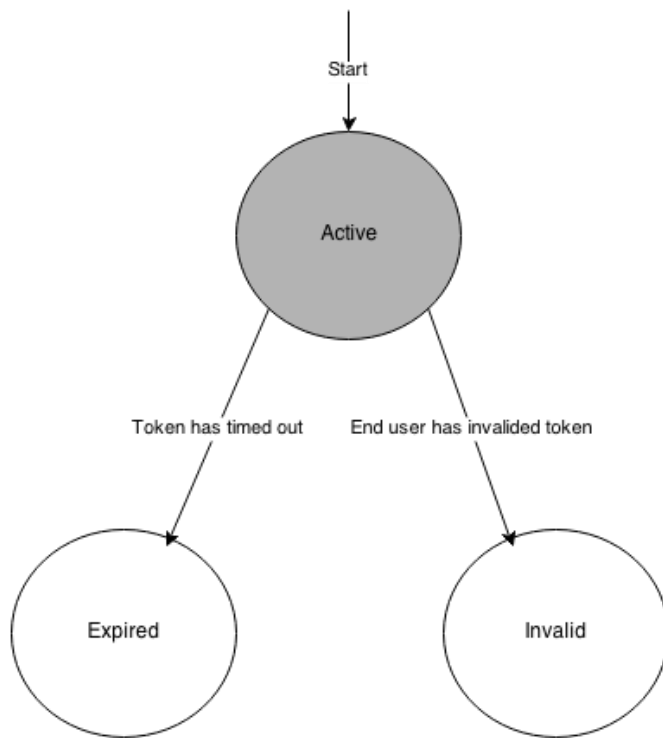 Start
Active
Token has timed out
End user has invalided token
Expired
Invalid